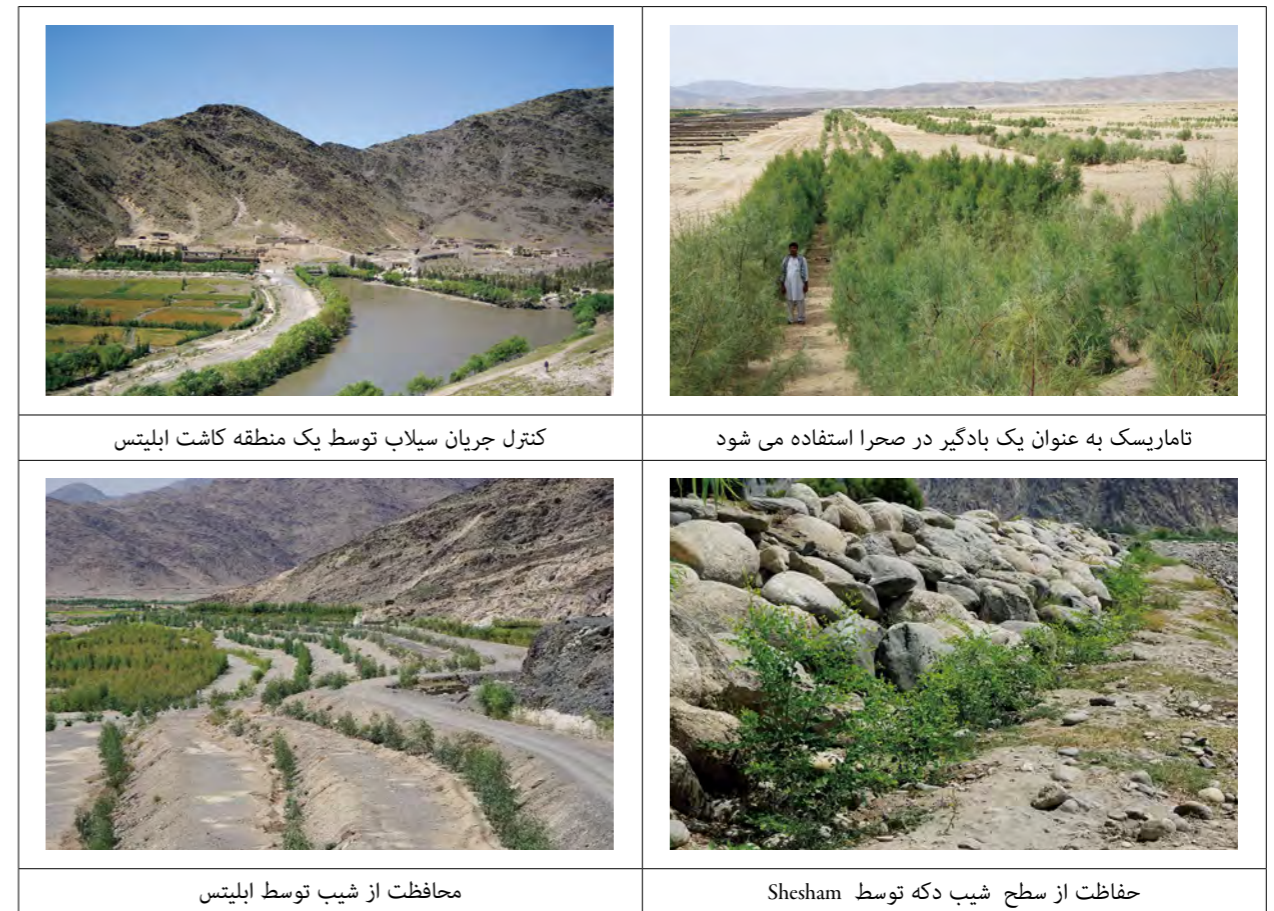 تاماریسک به عنوان یک بادگیر در صحرا استفاده می شود
کنترل جریان سیلاب توسط یک منطقه کاشت ابلیتس
حفاظت از سطح شیب دکه توسط Shesham
محافظت از شیب توسط ابلیتس